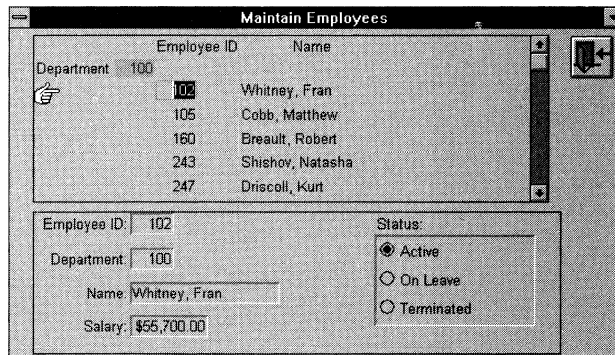 Maintain Employees
Employee ID Name
Department 100
102 Whitney, Fran
105 Cobb, Matthew
160 Breault, Robert
243 Shishov, Natasha
247 Driscoll, Kurt
Employee ID: 102
Department: 100
Name: Whitney, Fran
Salary: $55,700.00
Status:
Active
On Leave
Terminated